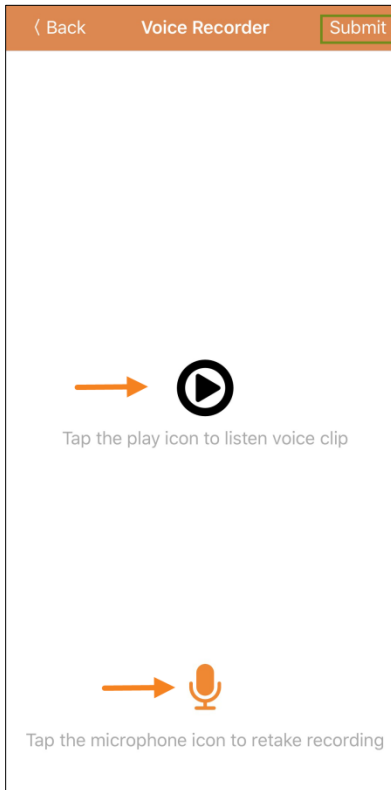 Back Voice Recorder Submit
Tap the play icon to listen voice clip
Tap the microphone icon to retake recording